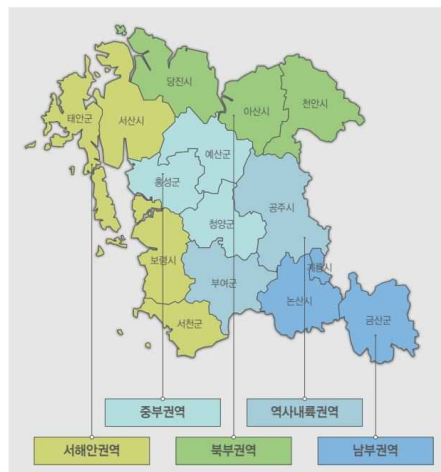 당진시
아산시
천안시
태안군
서산시
예산군
홍성군
공주시
청양군
보령시
계룡시
부여군
논산시
서천군
금산군
중부권역
역사내륙권역
서해안권역
북부권역
남부권역